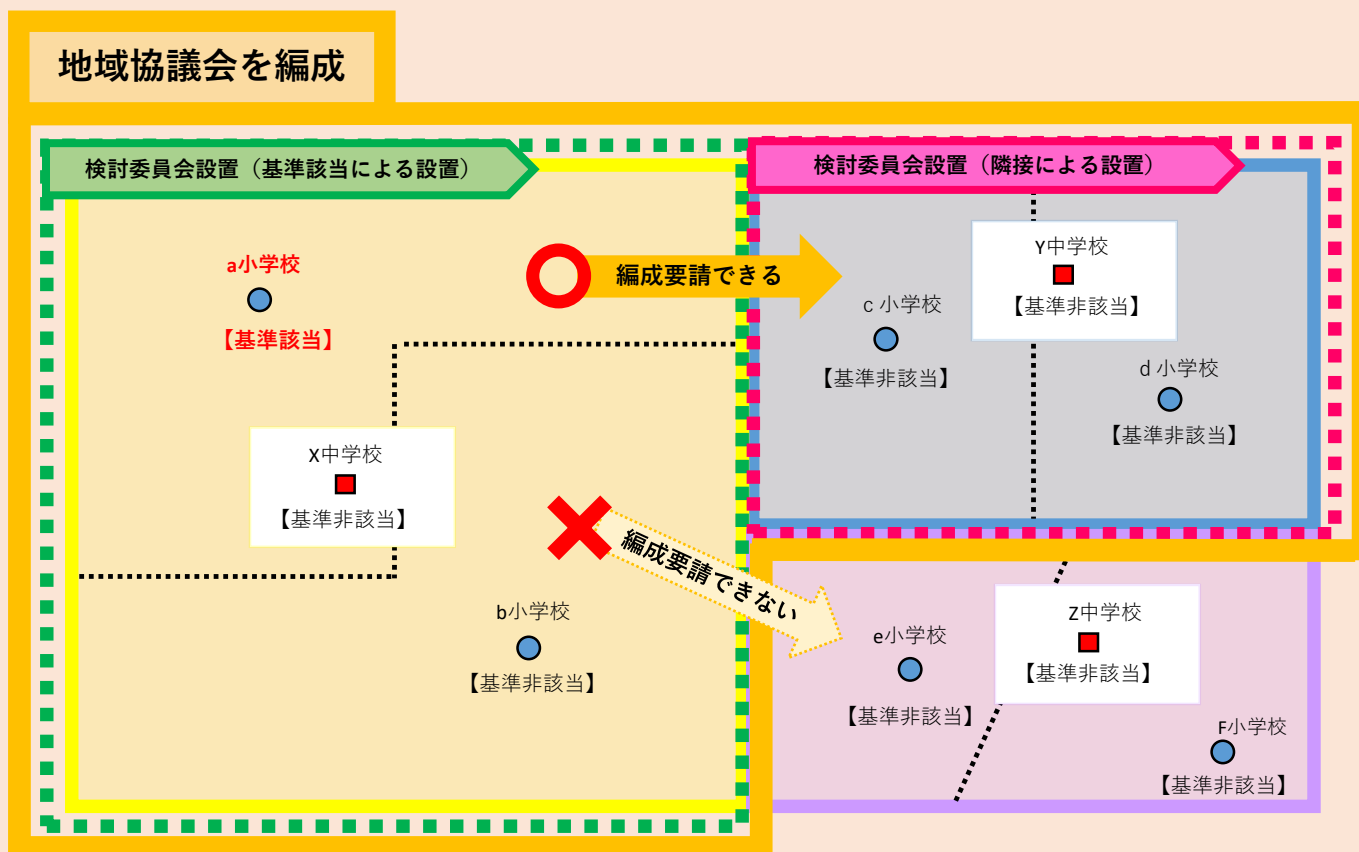 地域協議会を編成
検討委員会設置（基準該当による設置）
検討委員会設置（隣接による設置）
a小学校
【基準該当】
編成要請できる
Y中学校
【基準非該当】
c 小学校
【基準非該当】
d 小学校
【基準非該当】
X中学校
【基準非該当】
編成要請できない
b小学校
【基準非該当】
e小学校
【基準非該当】
Z中学校
【基準非該当】
F小学校
【基準非該当】